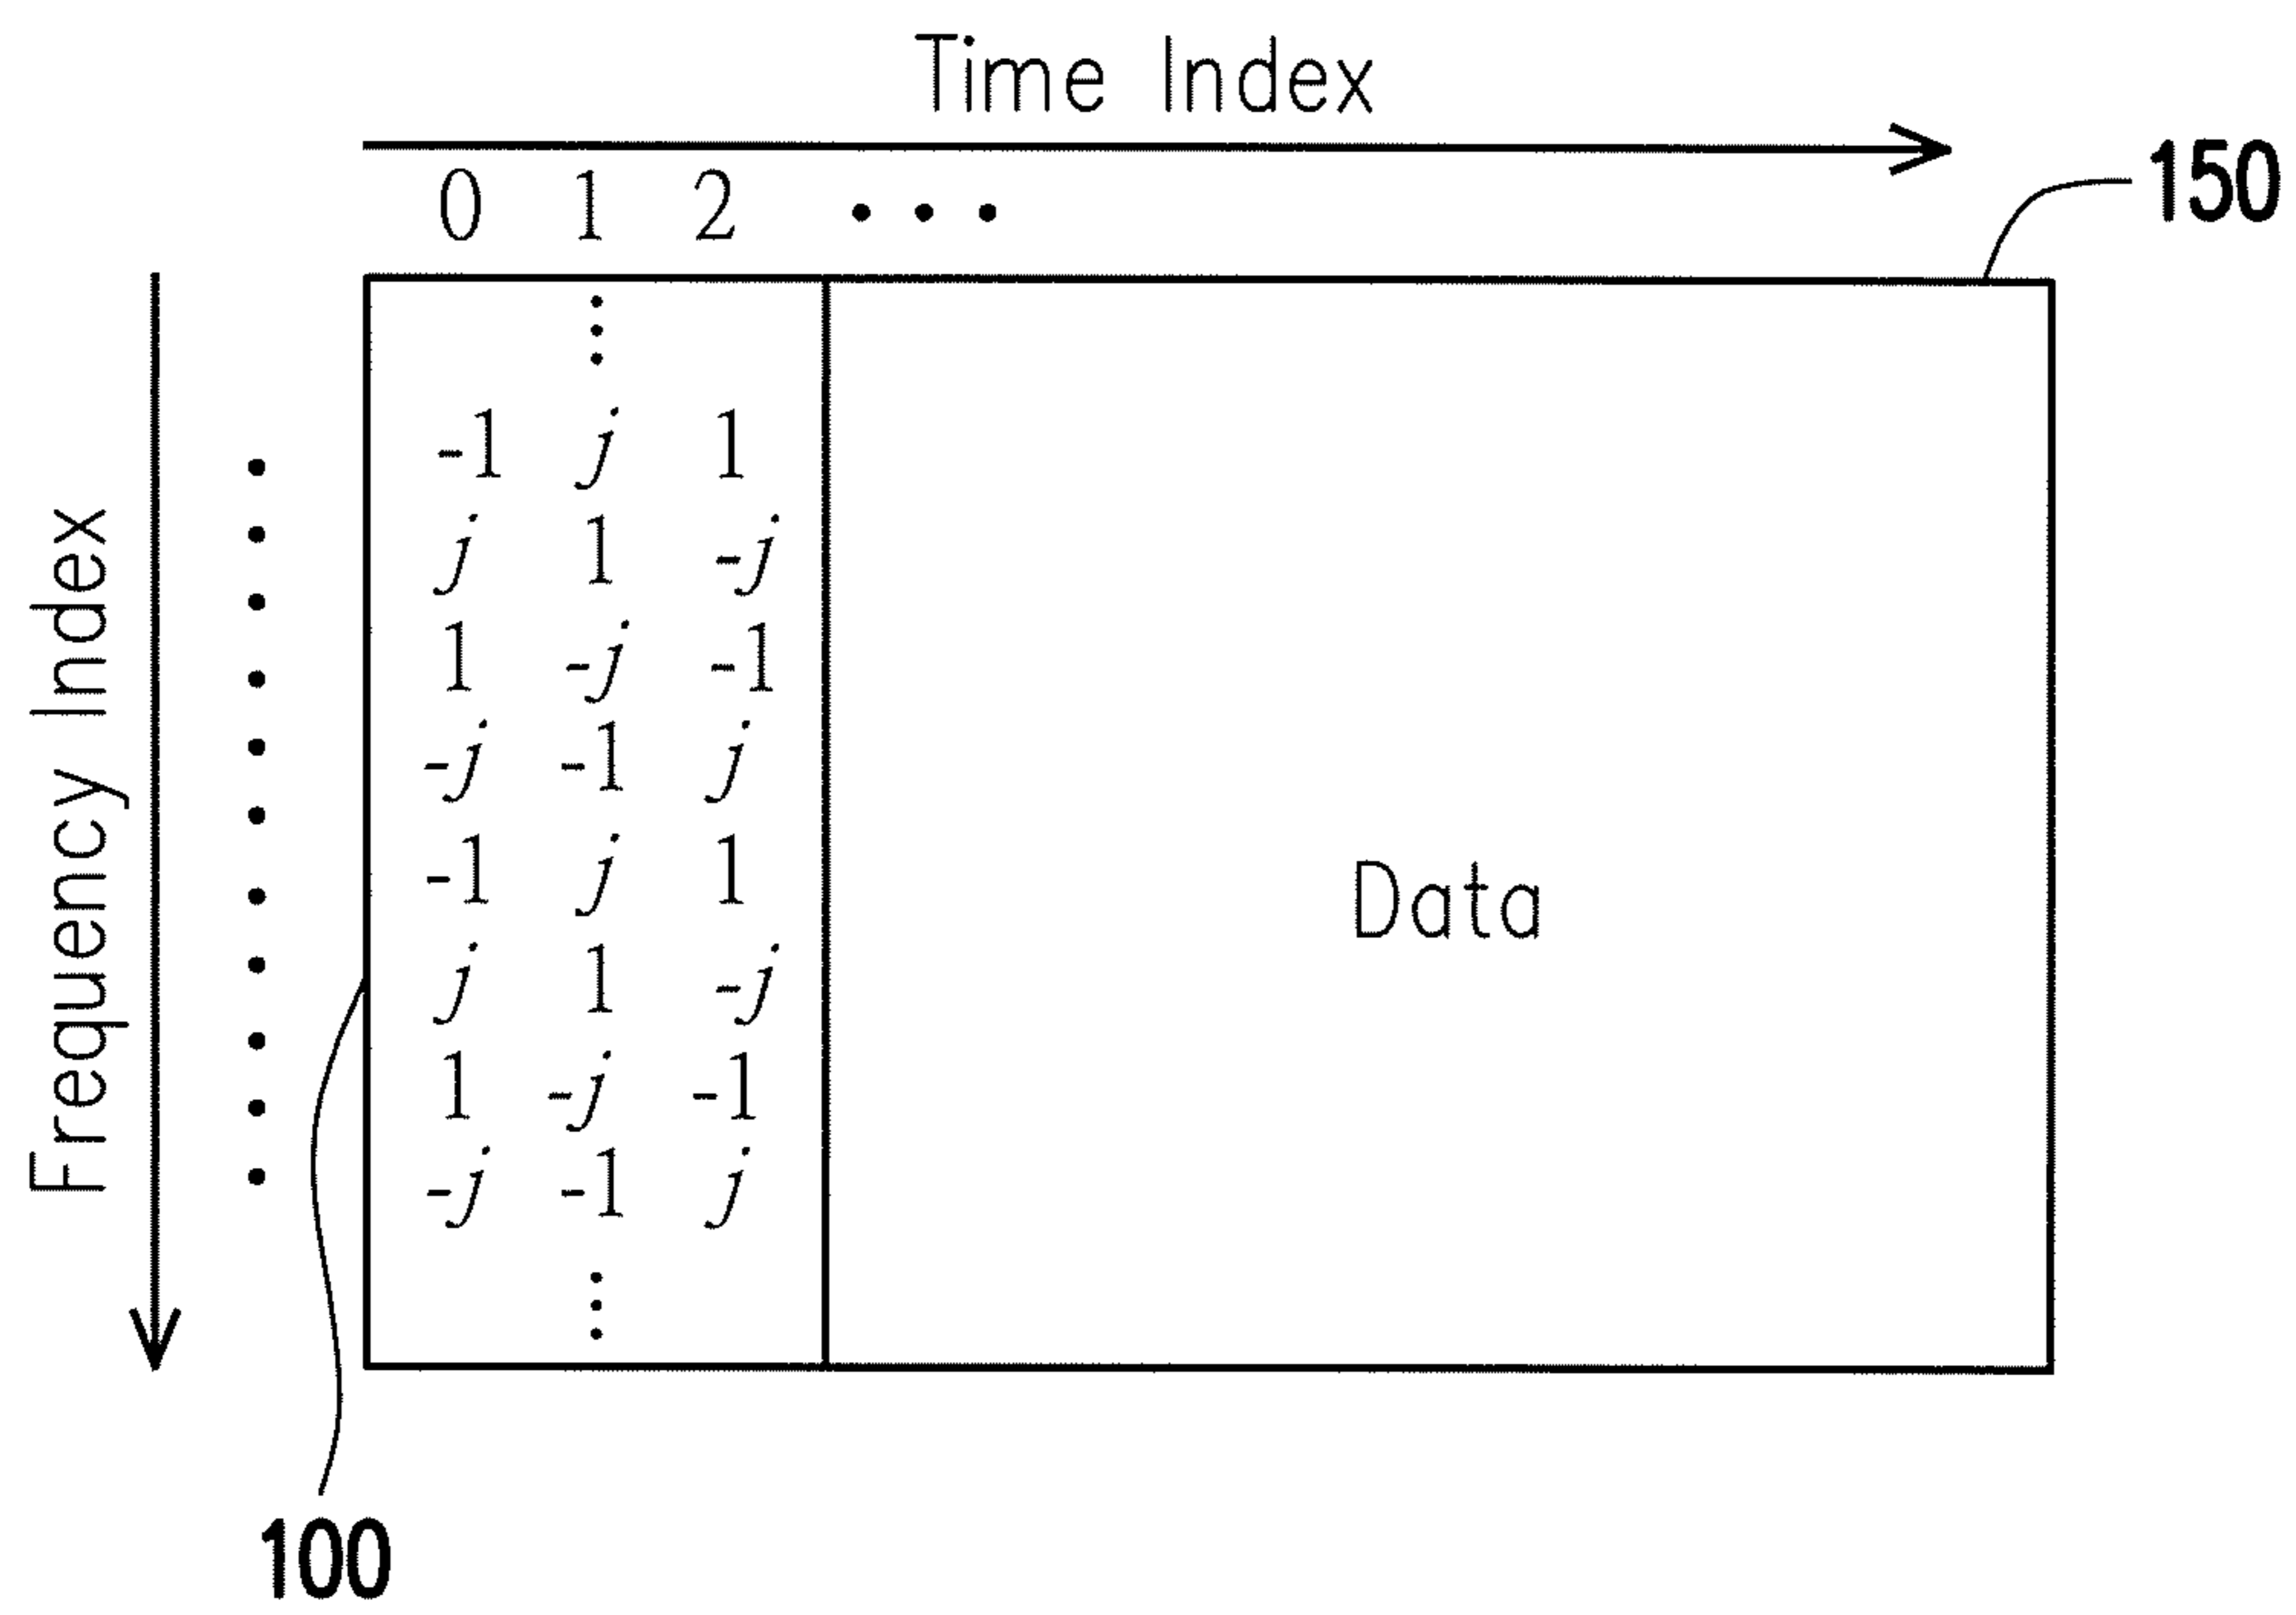 Time Index
150
0 1 2 ...
-1 j 1
j 1 -j
1 -j -1
-j -1 j
-1 j 1
j 1 -j
1 -j -1
-j -1 j
Frequency Index
Data
100